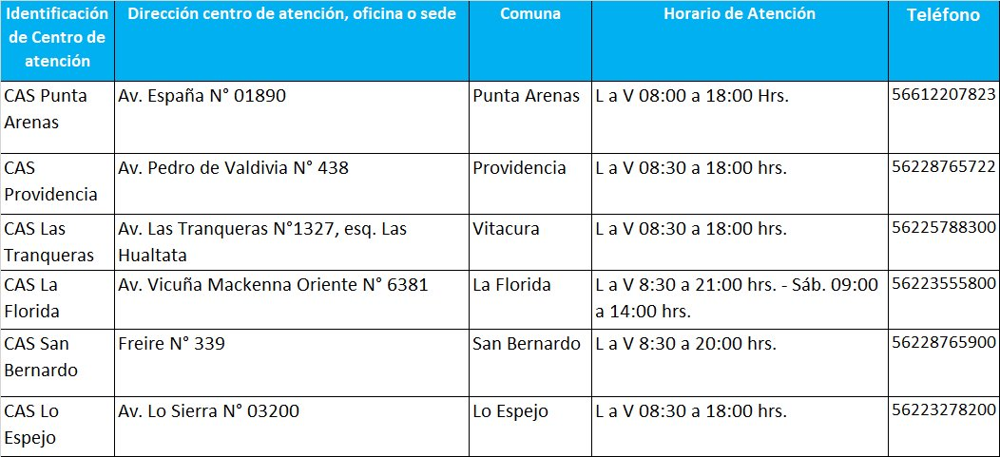 Identificación de Centro de atención | Dirección centro de atención, oficina o sede | Comuna | Horario de Atención | Teléfono
CAS Punta Arenas | Av. España N° 01890 | Punta Arenas | L a V 08:00 a 18:00 Hrs. | 56612207823
CAS Providencia | Av. Pedro de Valdivia N° 438 | Providencia | L a V 08:30 a 18:00 hrs. | 56228765722
CAS Las Tranqueras | Av. Las Tranqueras N°1327, esq. Las Hualtata | Vitacura | L a V 08:30 a 18:00 hrs. | 56225788300
CAS La Florida | Av. Vicuña Mackenna Oriente N° 6381 | La Florida | L a V 8:30 a 21:00 hrs. - Sáb. 09:00 a 14:00 hrs. | 56223555800
CAS San Bernardo | Freire N° 339 | San Bernardo | L a V 8:30 a 20:00 hrs. | 56228765900
CAS Lo Espejo | Av. Lo Sierra N° 03200 | Lo Espejo | L a V 08:30 a 18:00 hrs. | 56223278200